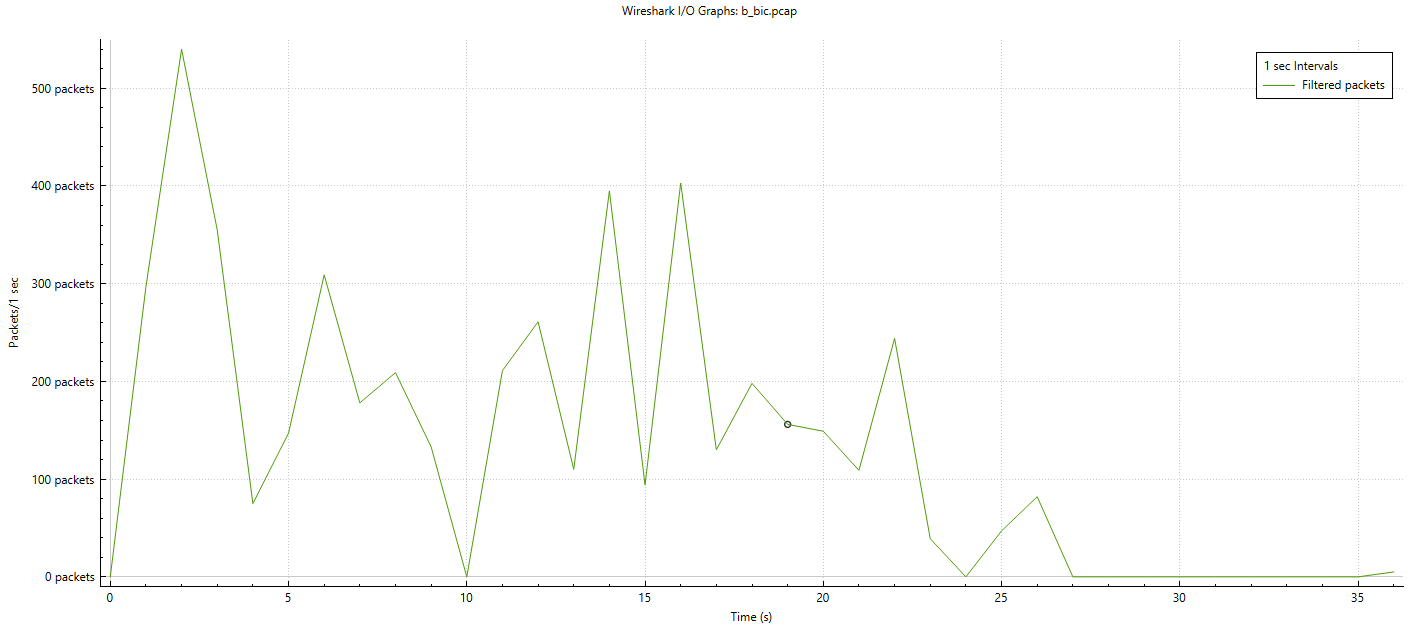 Wireshark I/O Graphs: b_bic.pcap
1 sec Intervals
Filtered packets
500 packets
400 packets
300 packets
200 packets
100 packets
0 packets
Packets/1 sec
0 5 10 15 20 25 30 35
Time (s)